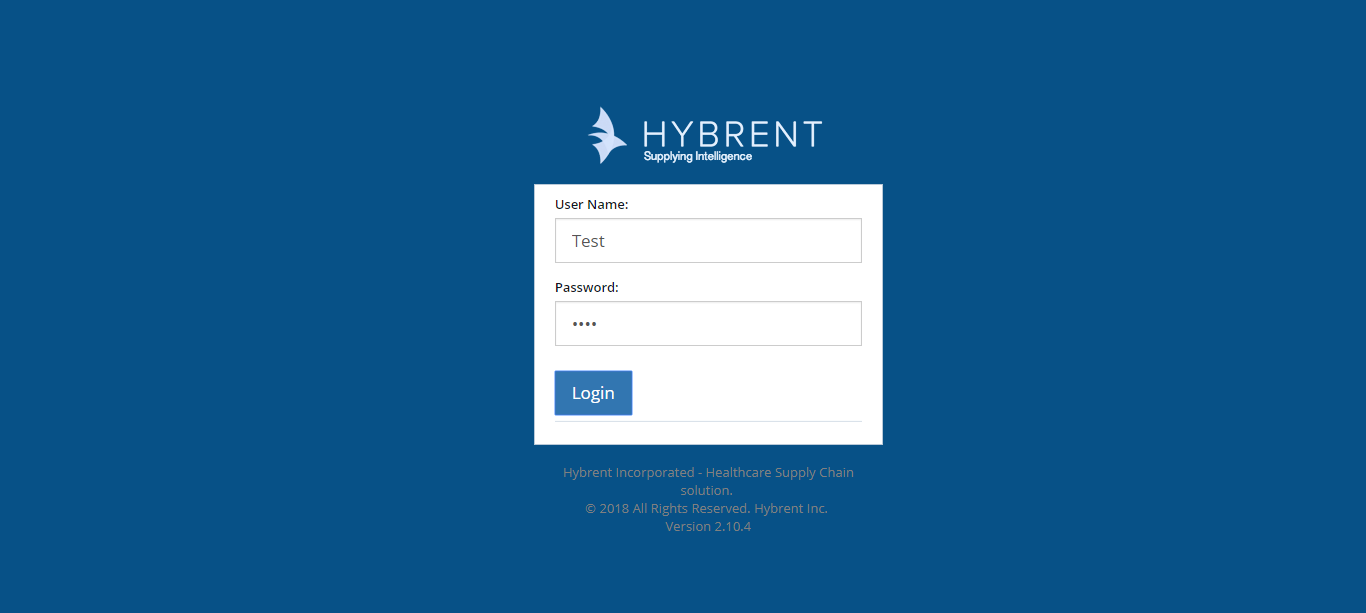 HYBRENT
Supplying Intelligence
User Name:
Test
Password:
••••
Login
Hybrent Incorporated - Healthcare Supply Chain
solution.
© 2018 All Rights Reserved. Hybrent Inc.
Version 2.10.4